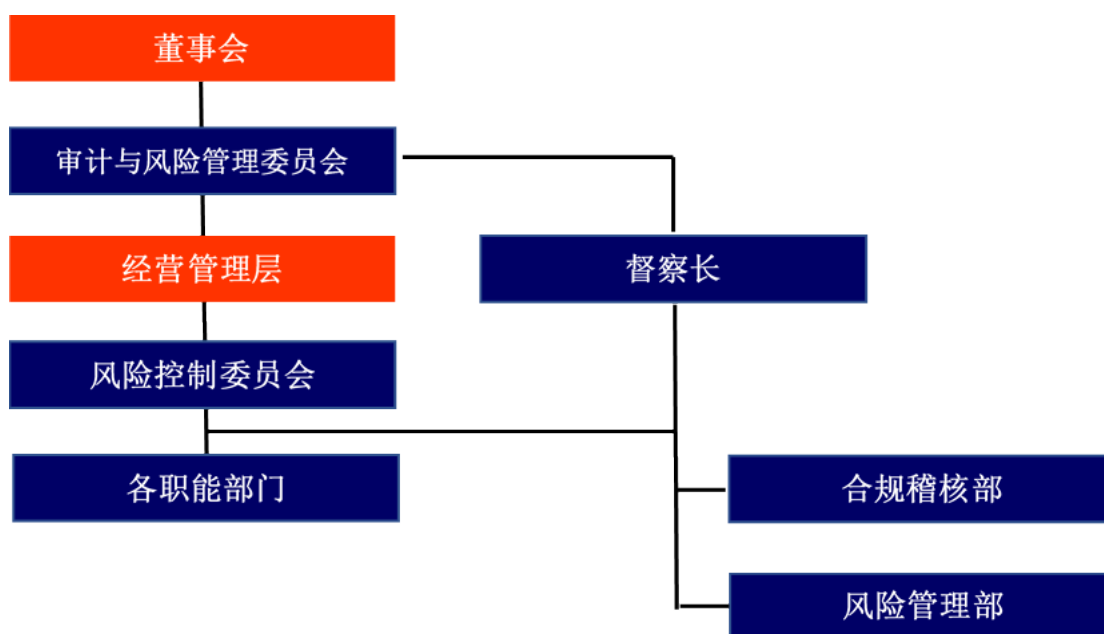 董事会
审计与风险管理委员会
经营管理层
督察长
风险控制委员会
各职能部门
合规稽核部
风险管理部